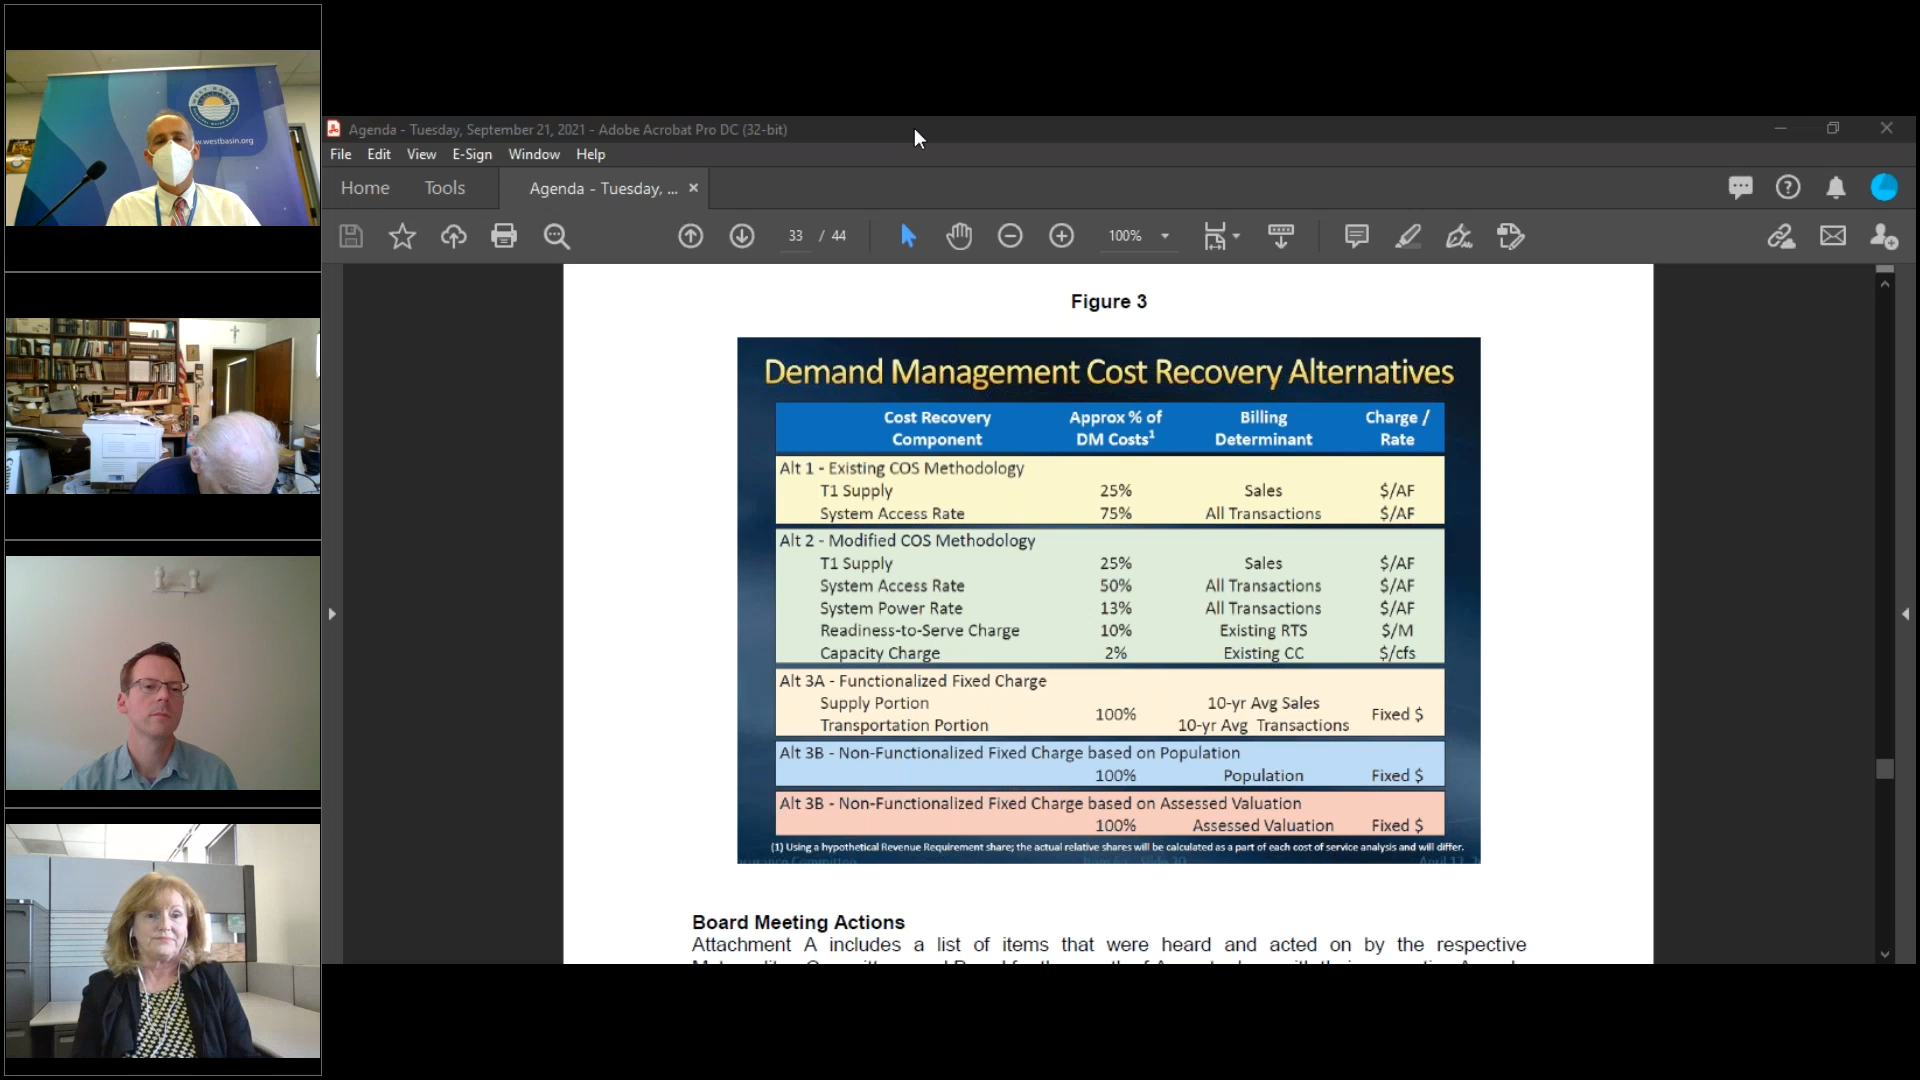 WEST BASIN
w.westbasin.org
Agenda - Tuesday, September 21, 2021 - Adobe Acrobat Pro DC (32-bit)
File Edit View E-Sign Window Help
Home Tools Agenda - Tuesday, ... ×
33 / 44 100%
Figure 3
Demand Management Cost Recovery Alternatives
Cost Recovery Component Approx % of DM Costs¹ Billing Determinant Charge / Rate
Alt 1 - Existing COS Methodology
T1 Supply 25% Sales $/AF
System Access Rate 75% All Transactions $/AF
Alt 2 - Modified COS Methodology
T1 Supply 25% Sales $/AF
System Access Rate 50% All Transactions $/AF
System Power Rate 13% All Transactions $/AF
Readiness-to-Serve Charge 10% Existing RTS $/M
Capacity Charge 2% Existing CC $/cfs
Alt 3A - Functionalized Fixed Charge
Supply Portion 10-yr Avg Sales
100% Fixed $
Transportation Portion 10-yr Avg Transactions
Alt 3B - Non-Functionalized Fixed Charge based on Population
100% Population Fixed $
Alt 3B - Non-Functionalized Fixed Charge based on Assessed Valuation
100% Assessed Valuation Fixed $
(1) Using a hypothetical Revenue Requirement share; the actual relative shares will be calculated as a part of each cost of service analysis and will differ.
Board Meeting Actions
Attachment A includes a list of items that were heard and acted on by the respective